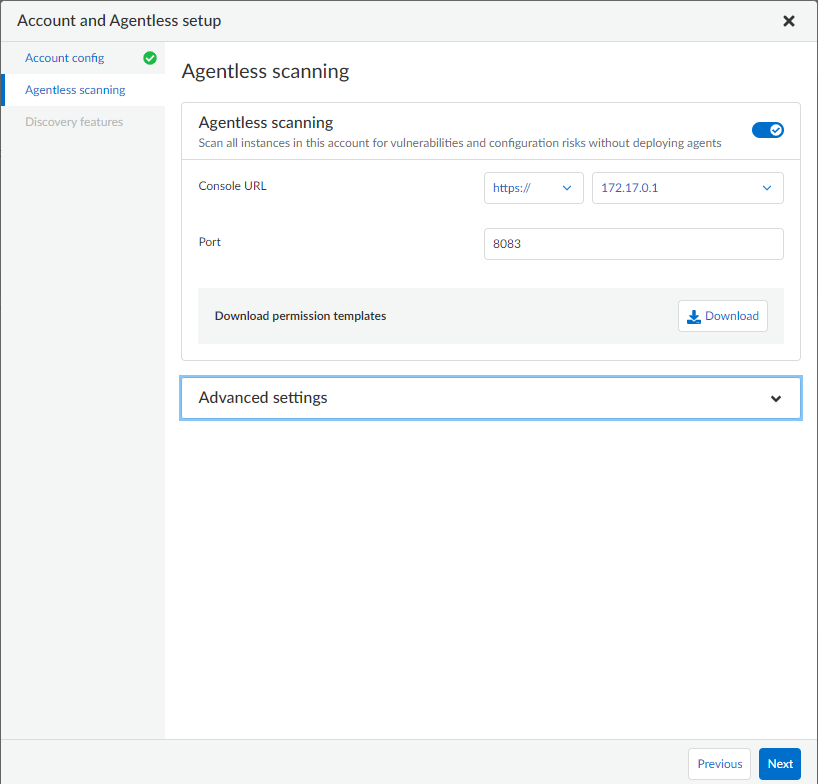 Account and Agentless setup
Account config
Agentless scanning
Discovery features
Agentless scanning
Agentless scanning
Scan all instances in this account for vulnerabilities and configuration risks without deploying agents
Console URL
https://
172.17.0.1
Port
8083
Download permission templates
Download
Advanced settings
Previous
Next